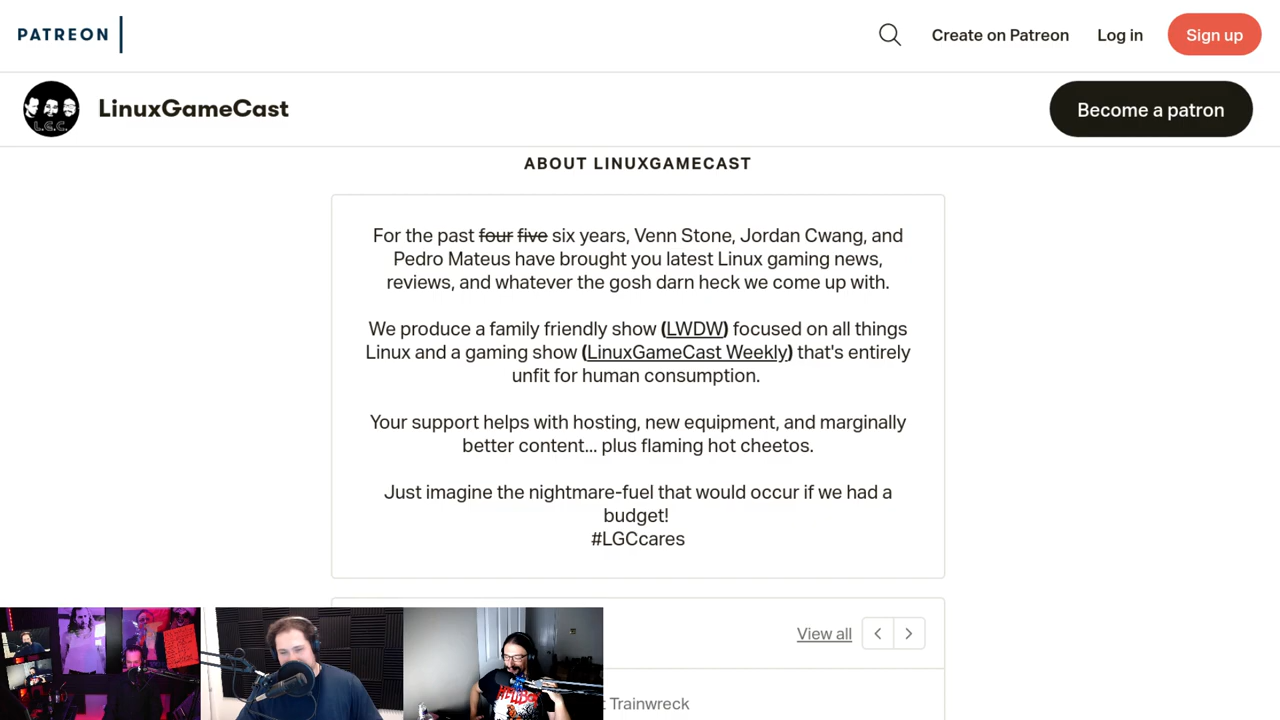 PATREON
Create on Patreon
Log in
Sign up
L.G.C.
LinuxGameCast
Become a patron
ABOUT LINUXGAMECAST
For the past four five six years, Venn Stone, Jordan Cwang, and
Pedro Mateus have brought you latest Linux gaming news,
reviews, and whatever the gosh darn heck we come up with.
We produce a family friendly show (LWDW) focused on all things
Linux and a gaming show (LinuxGameCast Weekly) that's entirely
unfit for human consumption.
Your support helps with hosting, new equipment, and marginally
better content... plus flaming hot cheetos.
Just imagine the nightmare-fuel that would occur if we had a
budget!
#LGCcares
View all
Trainwreck